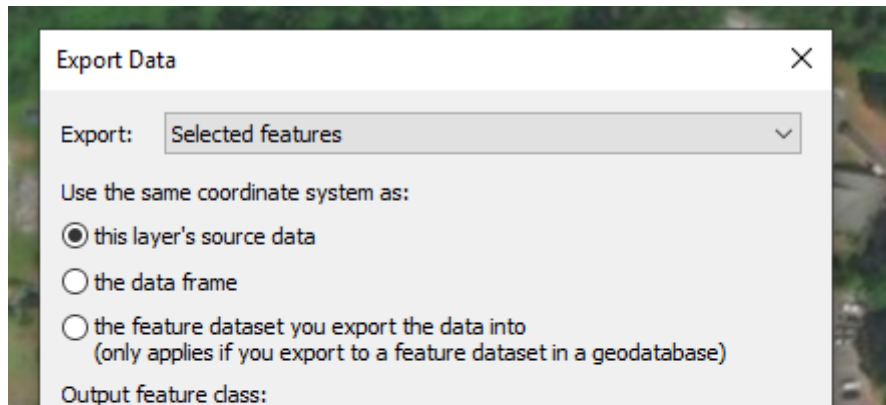 Export Data
Export: Selected features
Use the same coordinate system as:
this layer's source data
the data frame
the feature dataset you export the data into
(only applies if you export to a feature dataset in a geodatabase)
Output feature class: